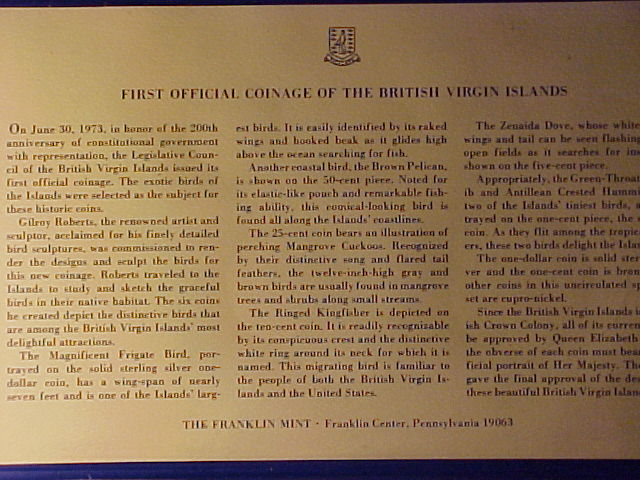 FIRST OFFICIAL COINAGE OF THE BRITISH VIRGIN ISLANDS
On June 30, 1973, in honor of the 200th
anniversary of constitutional government
with representation, the Legislative Coun-
cil of the British Virgin Islands issued its
first official coinage. The exotic birds of
the Islands were selected as the subject for
these historic coins.
Gilroy Roberts, the renowned artist and
sculptor, acclaimed for his finely detailed
bird sculptures, was commissioned to ren-
der the designs and sculpt the birds for
this new coinage. Roberts traveled to the
Islands to study and sketch the graceful
birds in their native habitat. The six coins
he created depict the distinctive birds that
are among the British Virgin Islands' most
delightful attractions.
The Magnificent Frigate Bird, por-
trayed on the solid sterling silver one-
dollar coin, has a wing-span of nearly
seven feet and is one of the Islands' larg-
est birds. It is easily identified by its raked
wings and hooked beak as it glides high
above the ocean searching for fish.
Another coastal bird, the Brown Pelican,
is shown on the 50-cent piece. Noted for
its elastic-like pouch and remarkable fish-
ing ability, this comical-looking bird is
found all along the Islands' coastlines.
The 25-cent coin bears an illustration of
perching Mangrove Cuckoos. Recognized
by their distinctive song and flared tail
feathers, the twelve-inch-high gray and
brown birds are usually found in mangrove
trees and shrubs along small streams.
The Ringed Kingfisher is depicted on
the ten-cent coin. It is readily recognizable
by its conspicuous crest and the distinctive
white ring around its neck for which it is
named. This migrating bird is familiar to
the people of both the British Virgin Is-
lands and the United States.
The Zenaida Dove, whose white
wings and tail can be seen flashing
open fields as it searches for ins
shown on the five-cent piece.
Appropriately, the Green-Throat
ib and Antillean Crested Hummi
two of the Islands' tiniest birds, a
trayed on the one-cent piece, the s
coin. As they flit among the tropic
ers, these two birds delight the Isla
The one-dollar coin is solid ster
ver and the one-cent coin is bron
other coins in this uncirculated sp
set are cupro-nickel.
Since the British Virgin Islands i
ish Crown Colony, all of its curren
be approved by Queen Elizabeth
the obverse of each coin must bear
ficial portrait of Her Majesty. The
gave the final approval of the des
these beautiful British Virgin Islan
THE FRANKLIN MINT · Franklin Center, Pennsylvania 19063